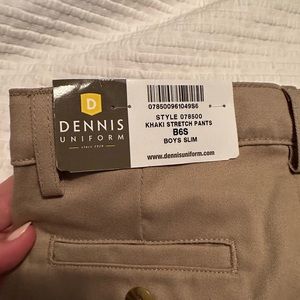 D
DENNIS
UNIFORM
since 1920
078500961049S6
STYLE 078500
KHAKI STRETCH PANTS
B6S
BOYS SLIM
www.dennisuniform.com